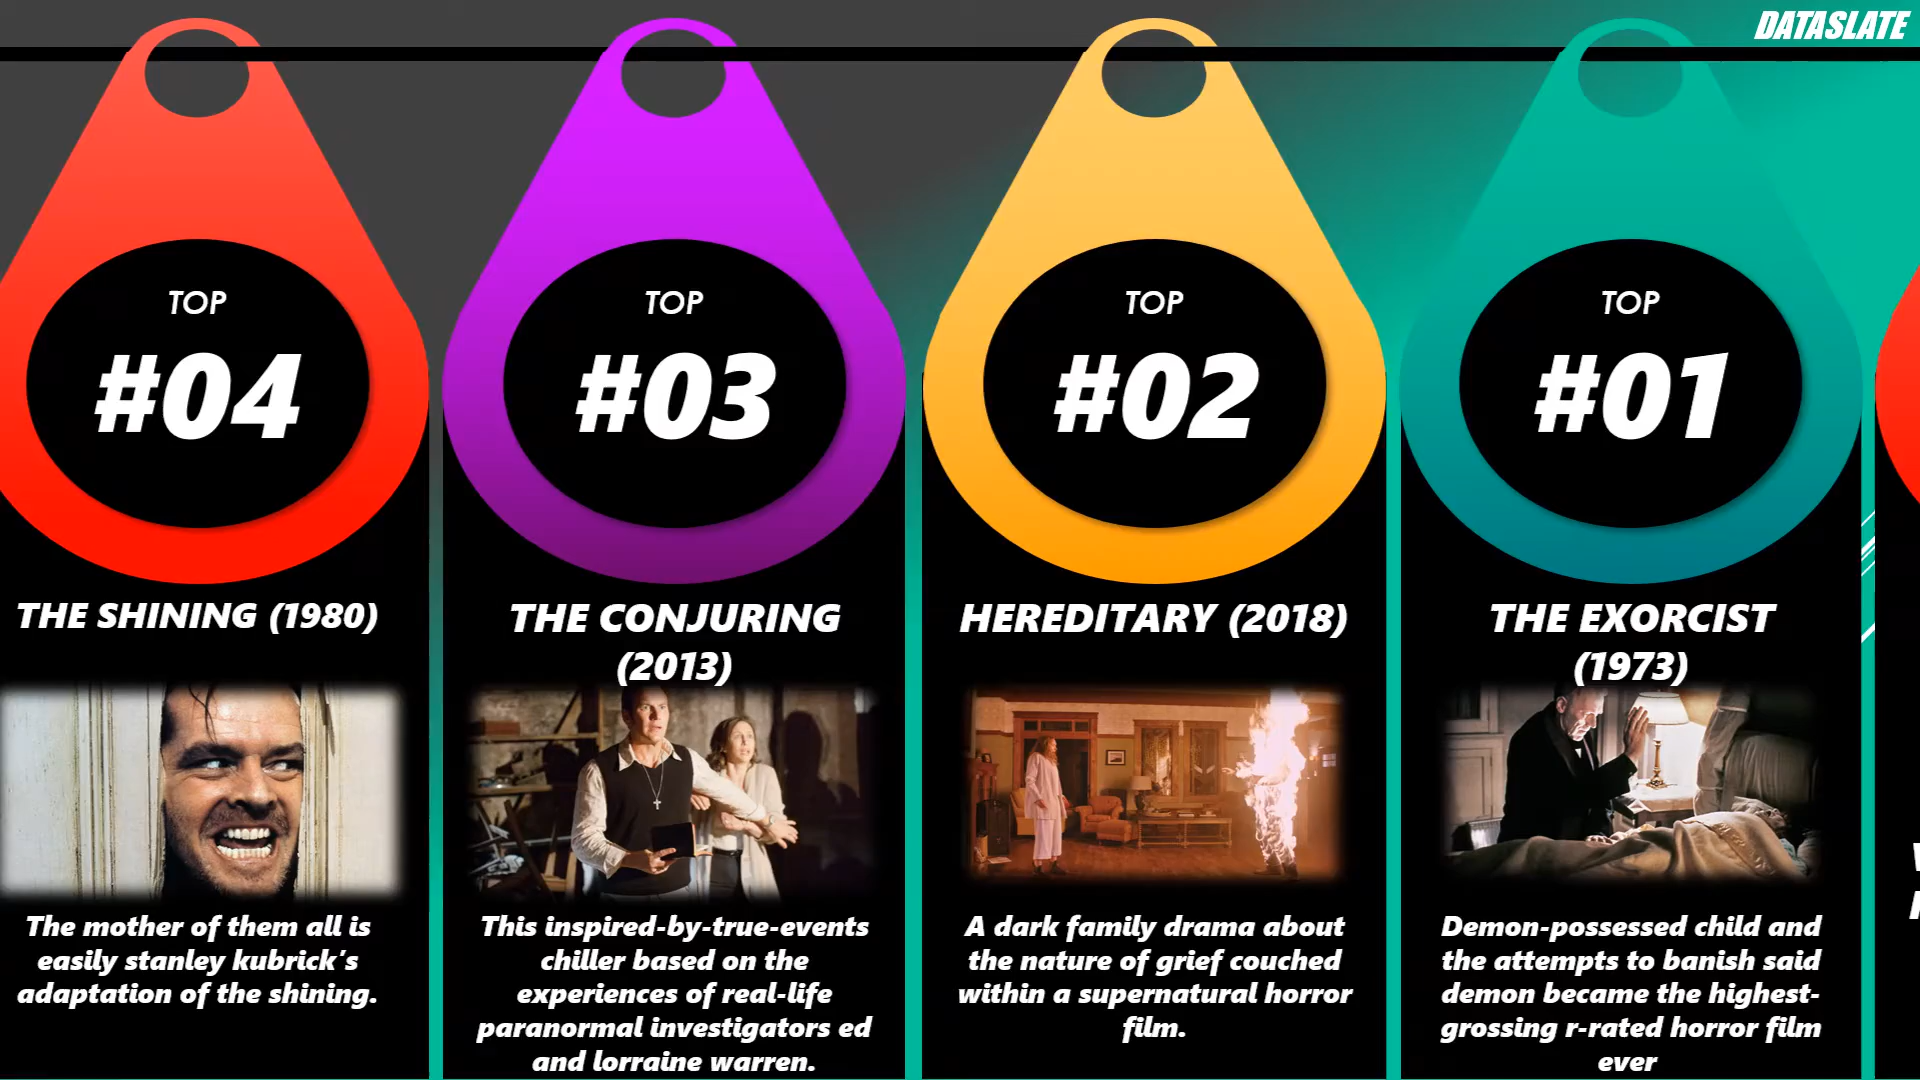 DATASLATE
TOP
#04
THE SHINING (1980)
The mother of them all is
easily stanley kubrick's
adaptation of the shining.
TOP
#03
THE CONJURING
(2013)
This inspired-by-true-events
chiller based on the
experiences of real-life
paranormal investigators ed
and lorraine warren.
TOP
#02
HEREDITARY (2018)
A dark family drama about
the nature of grief couched
within a supernatural horror
film.
TOP
#01
THE EXORCIST
(1973)
Demon-possessed child and
the attempts to banish said
demon became the highest-
grossing r-rated horror film
ever